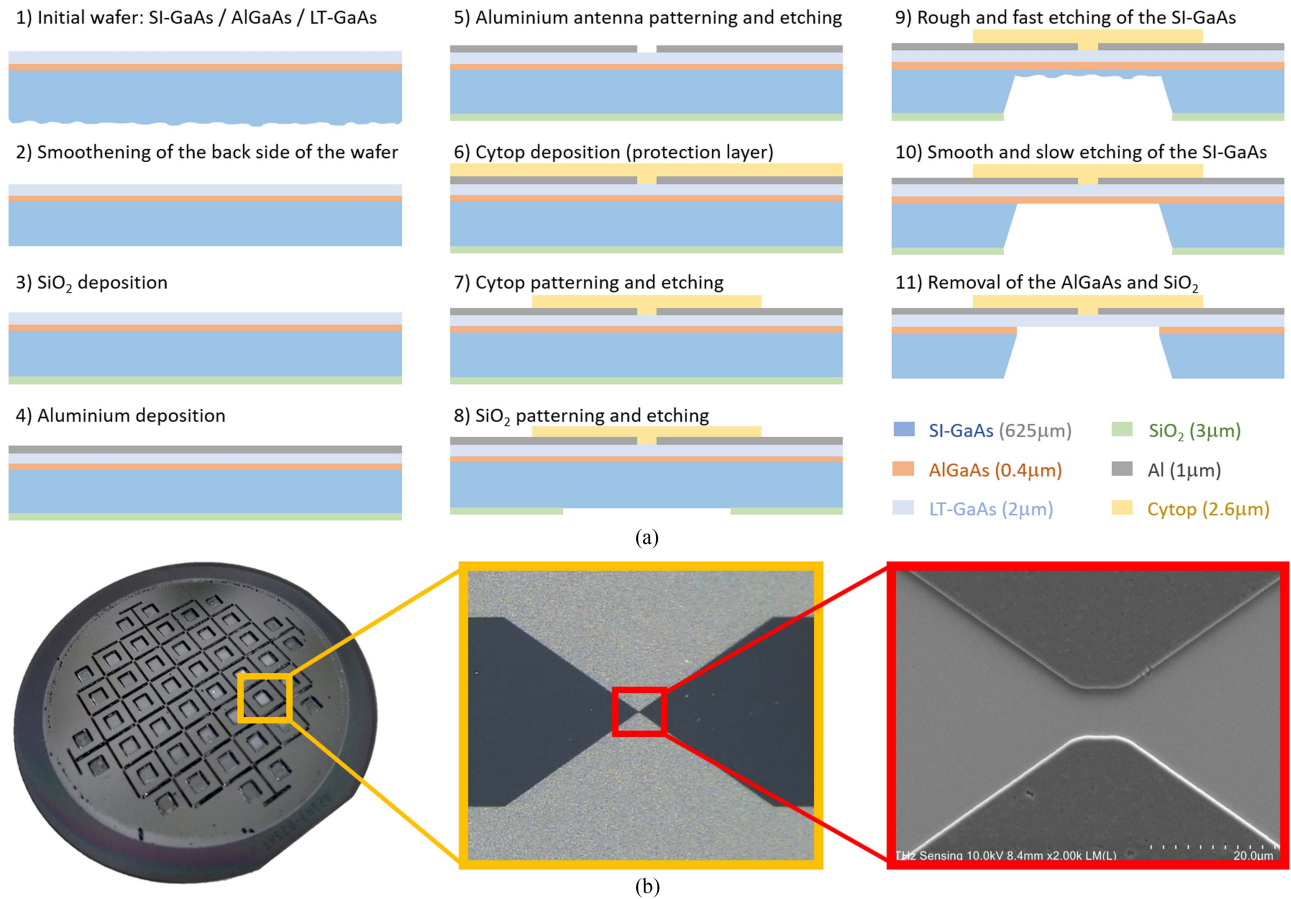 1) Initial wafer: SI-GaAs / AlGaAs / LT-GaAs
2) Smoothening of the back side of the wafer
3) SiO₂ deposition
4) Aluminium deposition
5) Aluminium antenna patterning and etching
6) Cytop deposition (protection layer)
7) Cytop patterning and etching
8) SiO₂ patterning and etching
9) Rough and fast etching of the SI-GaAs
10) Smooth and slow etching of the SI-GaAs
11) Removal of the AlGaAs and SiO₂
SI-GaAs (625μm)
SiO₂ (3μm)
AlGaAs (0.4μm)
Al (1μm)
LT-GaAs (2μm)
Cytop (2.6μm)
(a)
THz Sensing 10.0kV 8.4mm x2.00k LM(L)
20.0μm
(b)